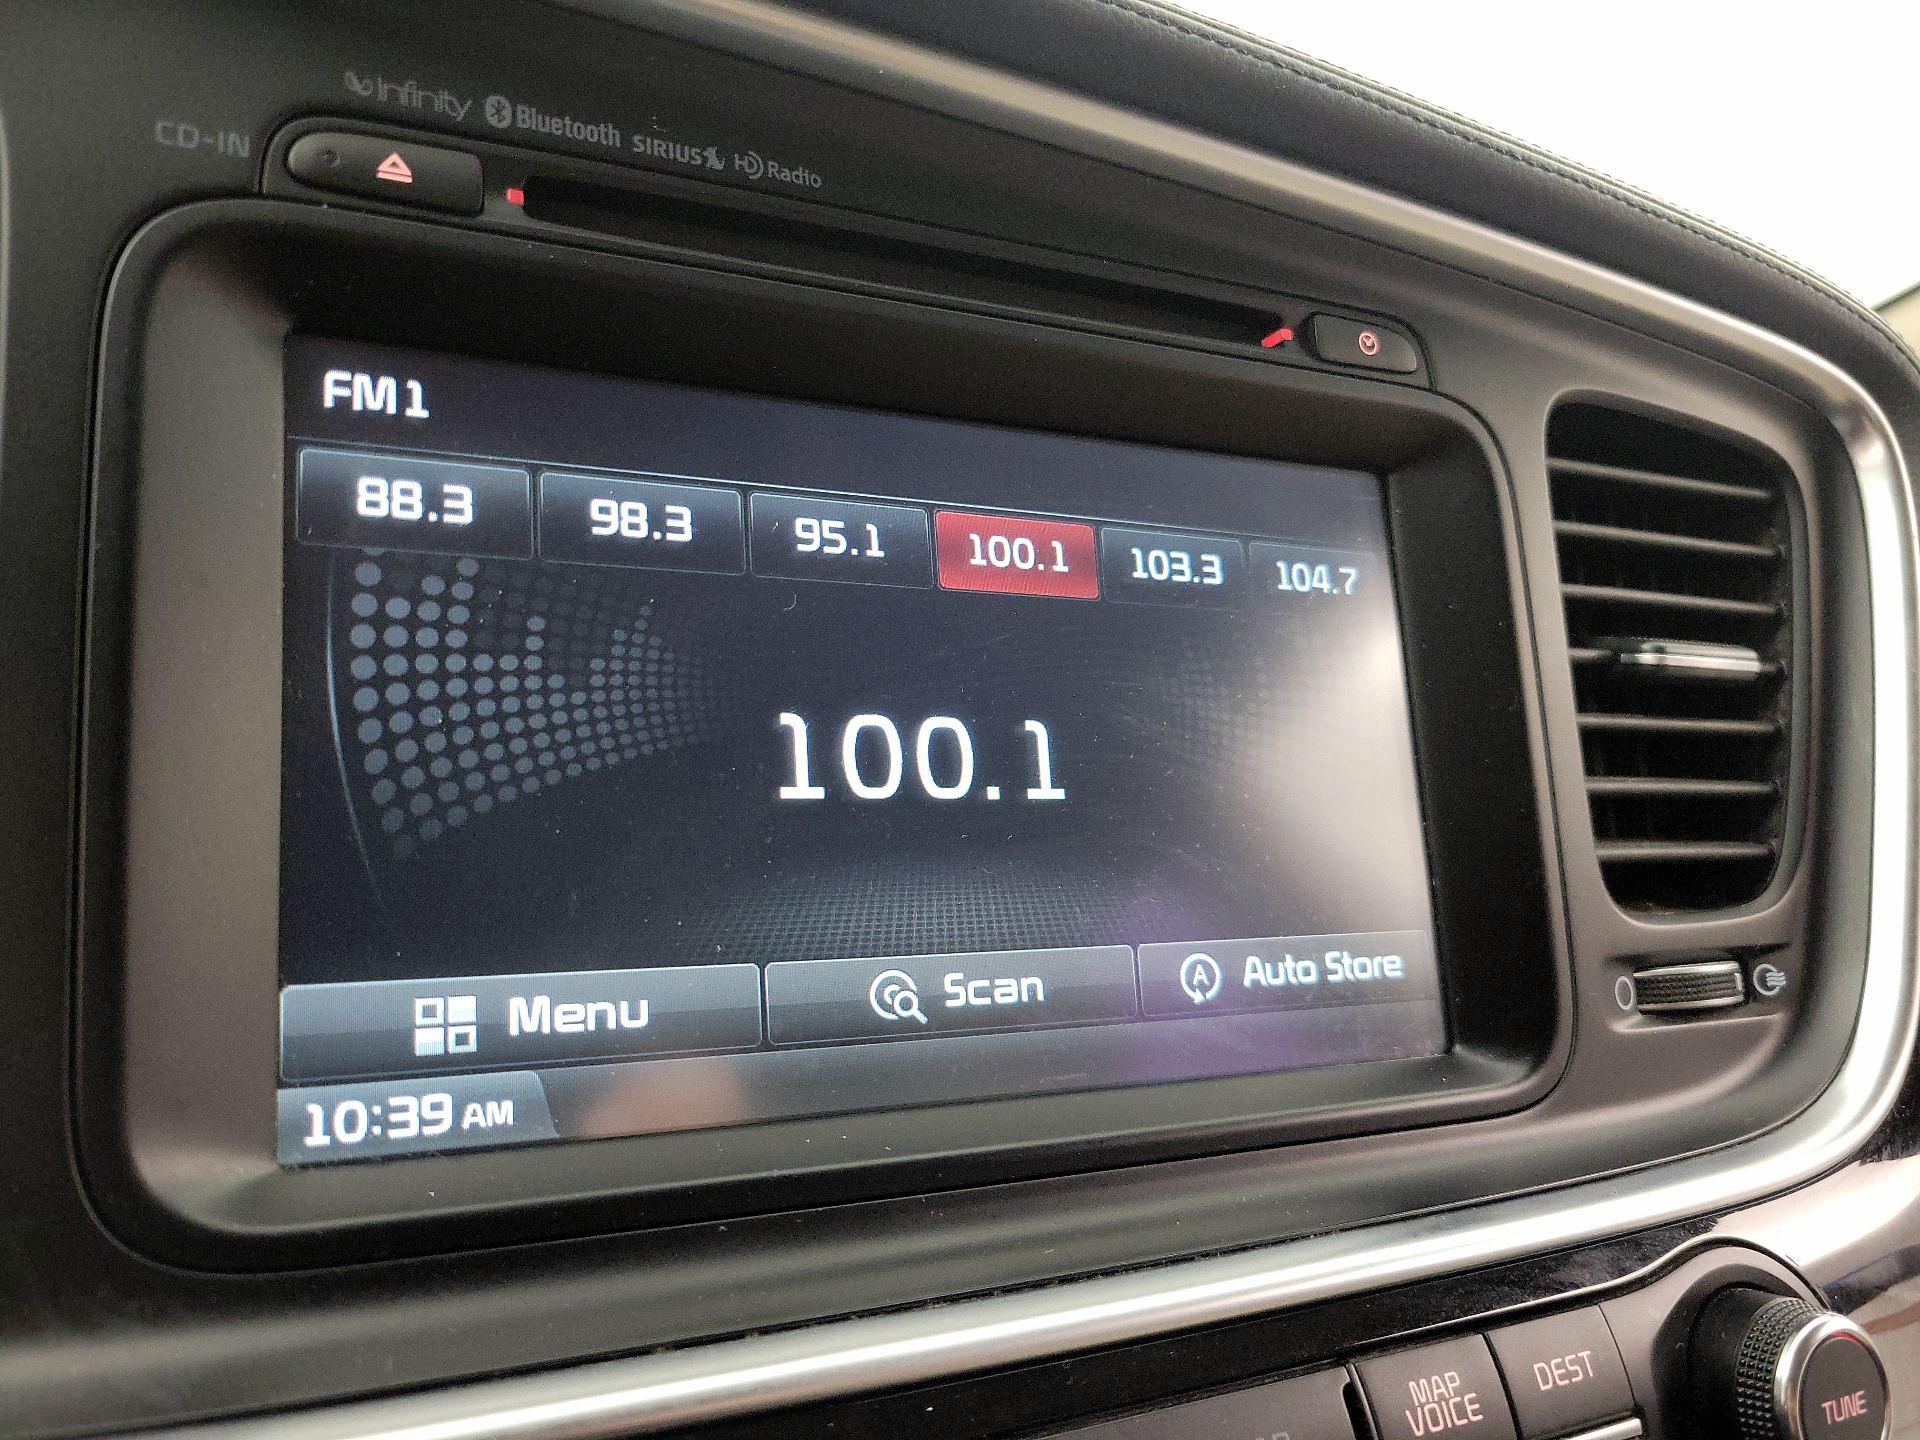 Infinity Bluetooth SIRIUS HD Radio
CD-IN
FM 1
88.3 98.3 95.1 100.1 103.3 104.7
100.1
Menu Scan Auto Store
10:39 AM
MAP VOICE DEST TUNE